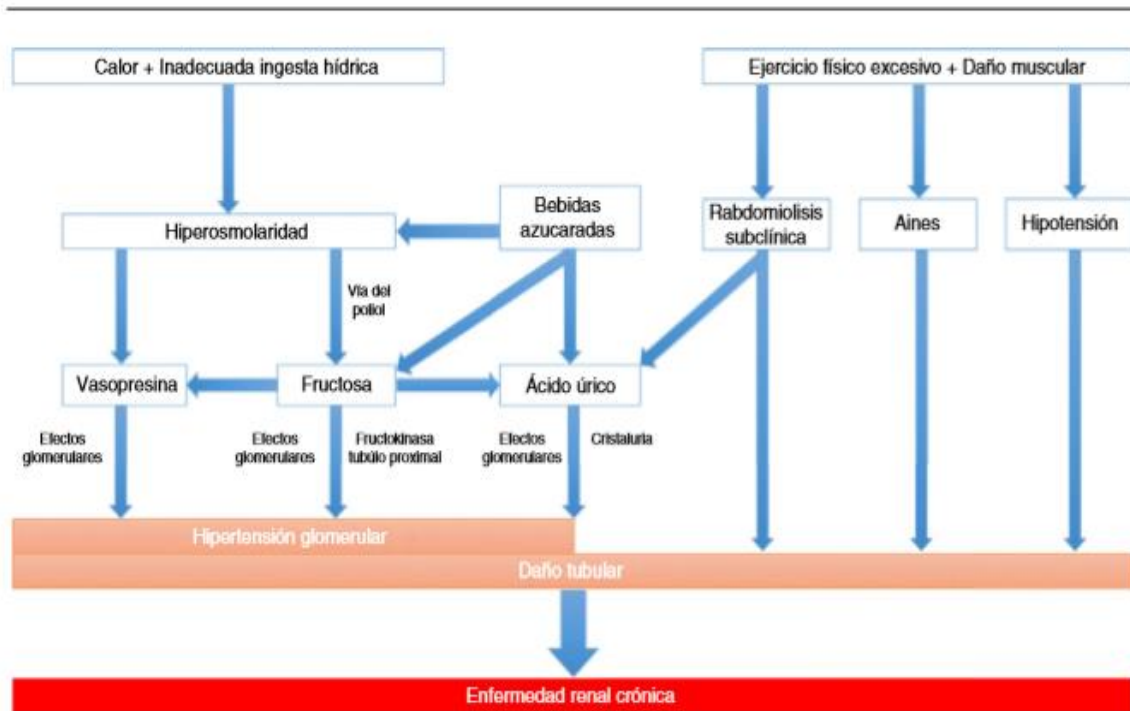 Calor + Inadecuada ingesta hídrica
Ejercicio físico excesivo + Daño muscular
Hiperosmolaridad
Bebidas
azucaradas
Rabdomiolisis
subclínica
Aines
Hipotensión
Vía del
poliol
Vasopresina
Fructosa
Ácido úrico
Efectos
glomerulares
Efectos
glomerulares
Fructokinasa
tubúlo proximal
Efectos
glomerulares
Cristaluria
Hipertensión glomerular
Daño tubular
Enfermedad renal crónica